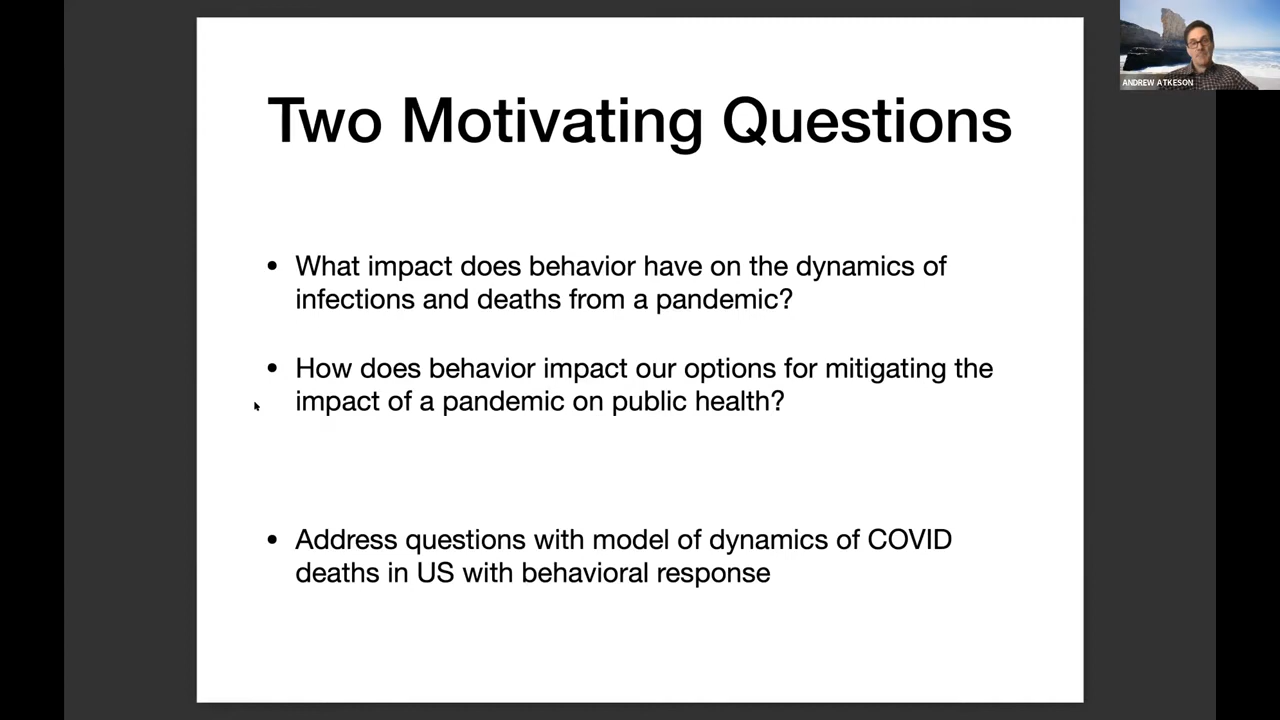 Two Motivating Questions
• What impact does behavior have on the dynamics of
infections and deaths from a pandemic?
• How does behavior impact our options for mitigating the
impact of a pandemic on public health?
• Address questions with model of dynamics of COVID
deaths in US with behavioral response
ANDREW ATKESON